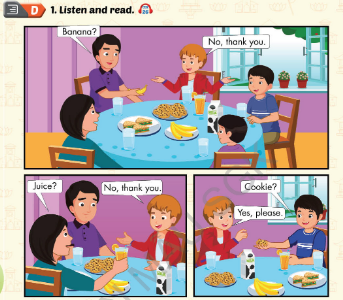 D 1. Listen and read.
Banana?
No, thank you.
Juice?
No, thank you.
Cookie?
Yes, please.